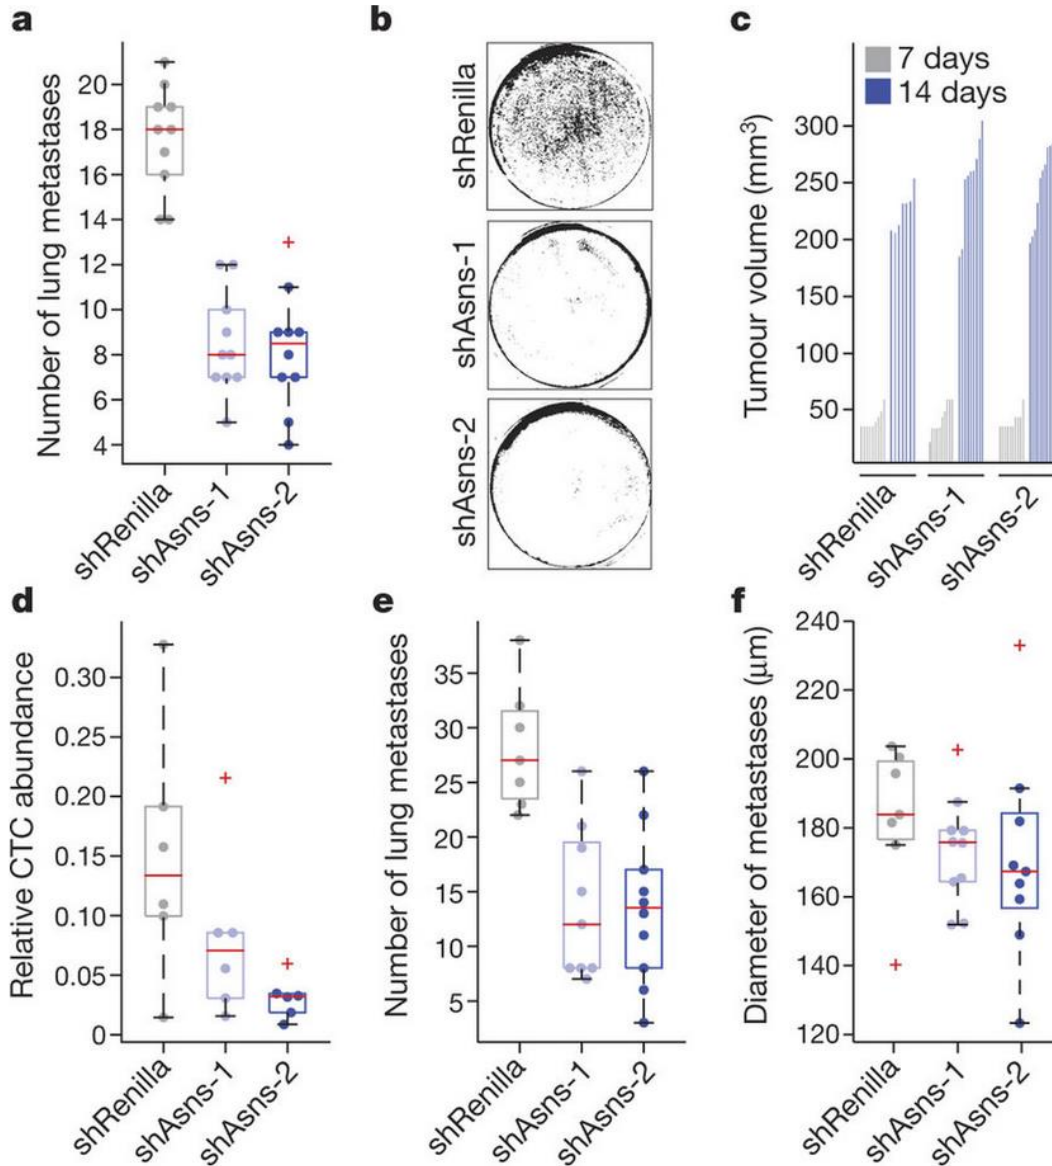 a
Number of lung metastases
20
18
16
14
12
10
8
6
4
shRenilla
shAsns-1
shAsns-2
b
shRenilla
shAsns-1
shAsns-2
c
7 days
14 days
Tumour volume (mm³)
300
250
200
150
100
50
shRenilla
shAsns-1
shAsns-2
d
Relative CTC abundance
0.30
0.25
0.20
0.15
0.10
0.05
0
shRenilla
shAsns-1
shAsns-2
e
Number of lung metastases
35
30
25
20
15
10
5
shRenilla
shAsns-1
shAsns-2
f
Diameter of metastases (μm)
240
220
200
180
160
140
120
shRenilla
shAsns-1
shAsns-2